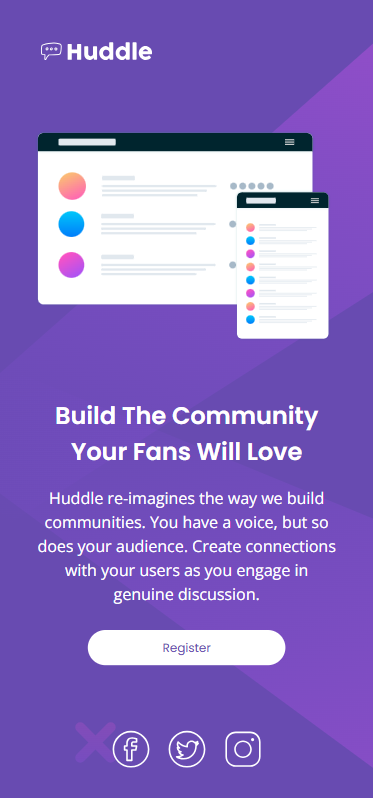 Huddle
Build The Community
Your Fans Will Love
Huddle re-imagines the way we build
communities. You have a voice, but so
does your audience. Create connections
with your users as you engage in
genuine discussion.
Register